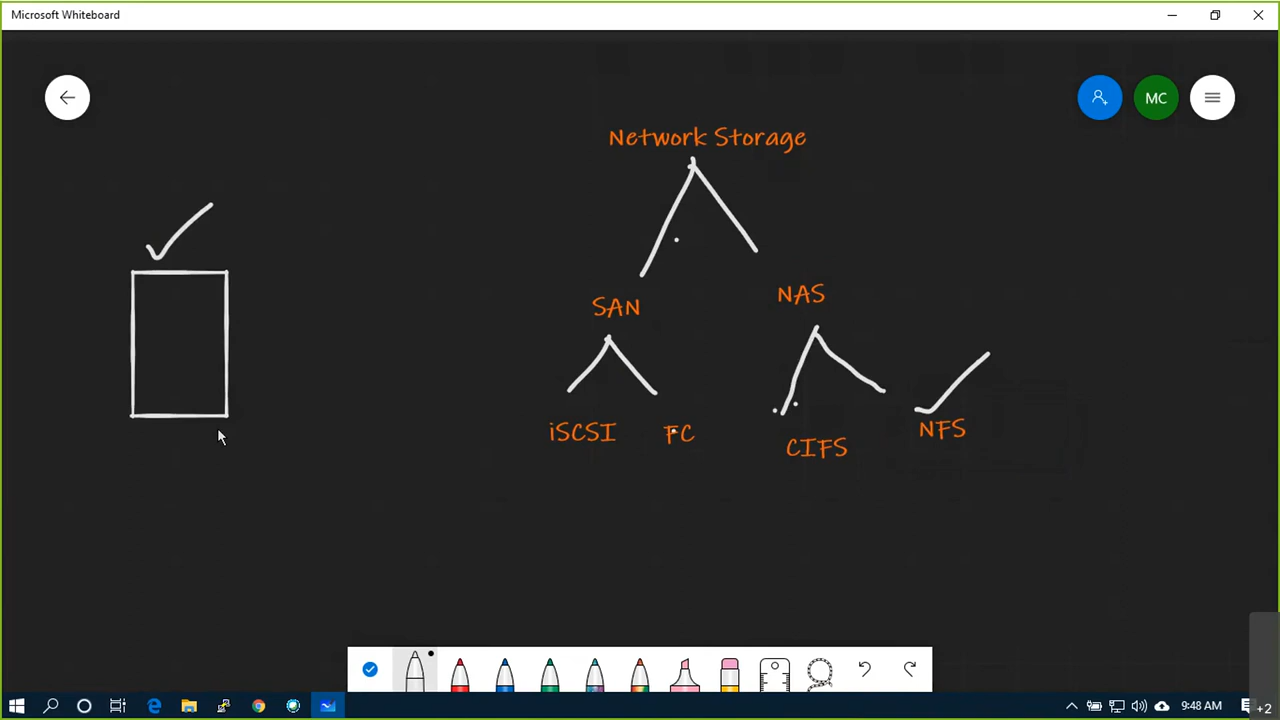 Microsoft Whiteboard
MC
Network Storage
SAN
NAS
iSCSI
FC
CIFS
NFS
9:48 AM
+2